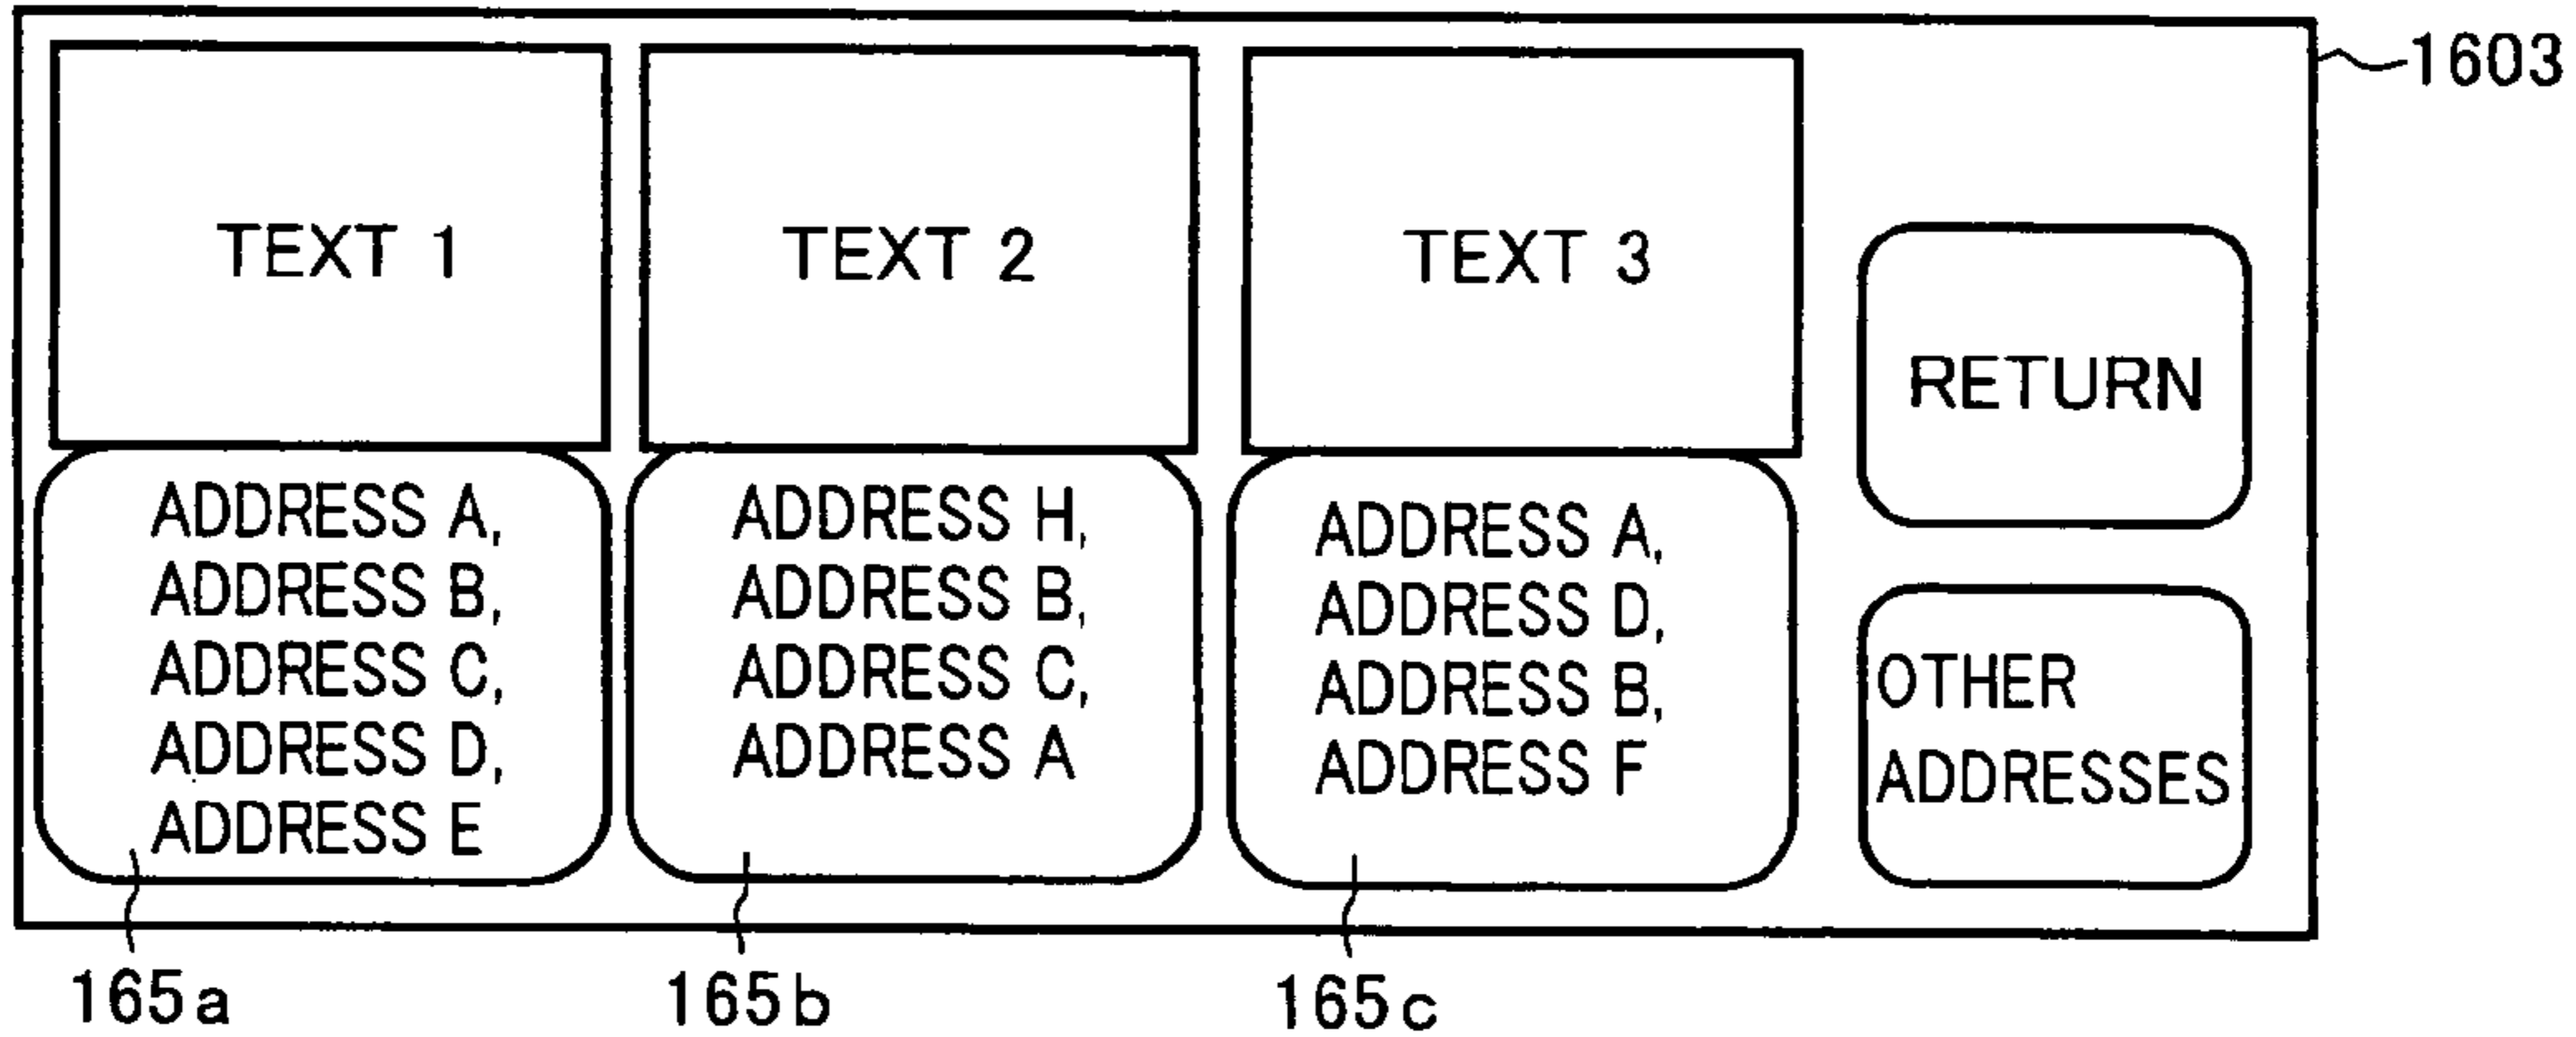 1603
TEXT 1
TEXT 2
TEXT 3
RETURN
ADDRESS A,
ADDRESS B,
ADDRESS C,
ADDRESS D,
ADDRESS E
ADDRESS H,
ADDRESS B,
ADDRESS C,
ADDRESS A
ADDRESS A,
ADDRESS D,
ADDRESS B,
ADDRESS F
OTHER
ADDRESSES
165a
165b
165c